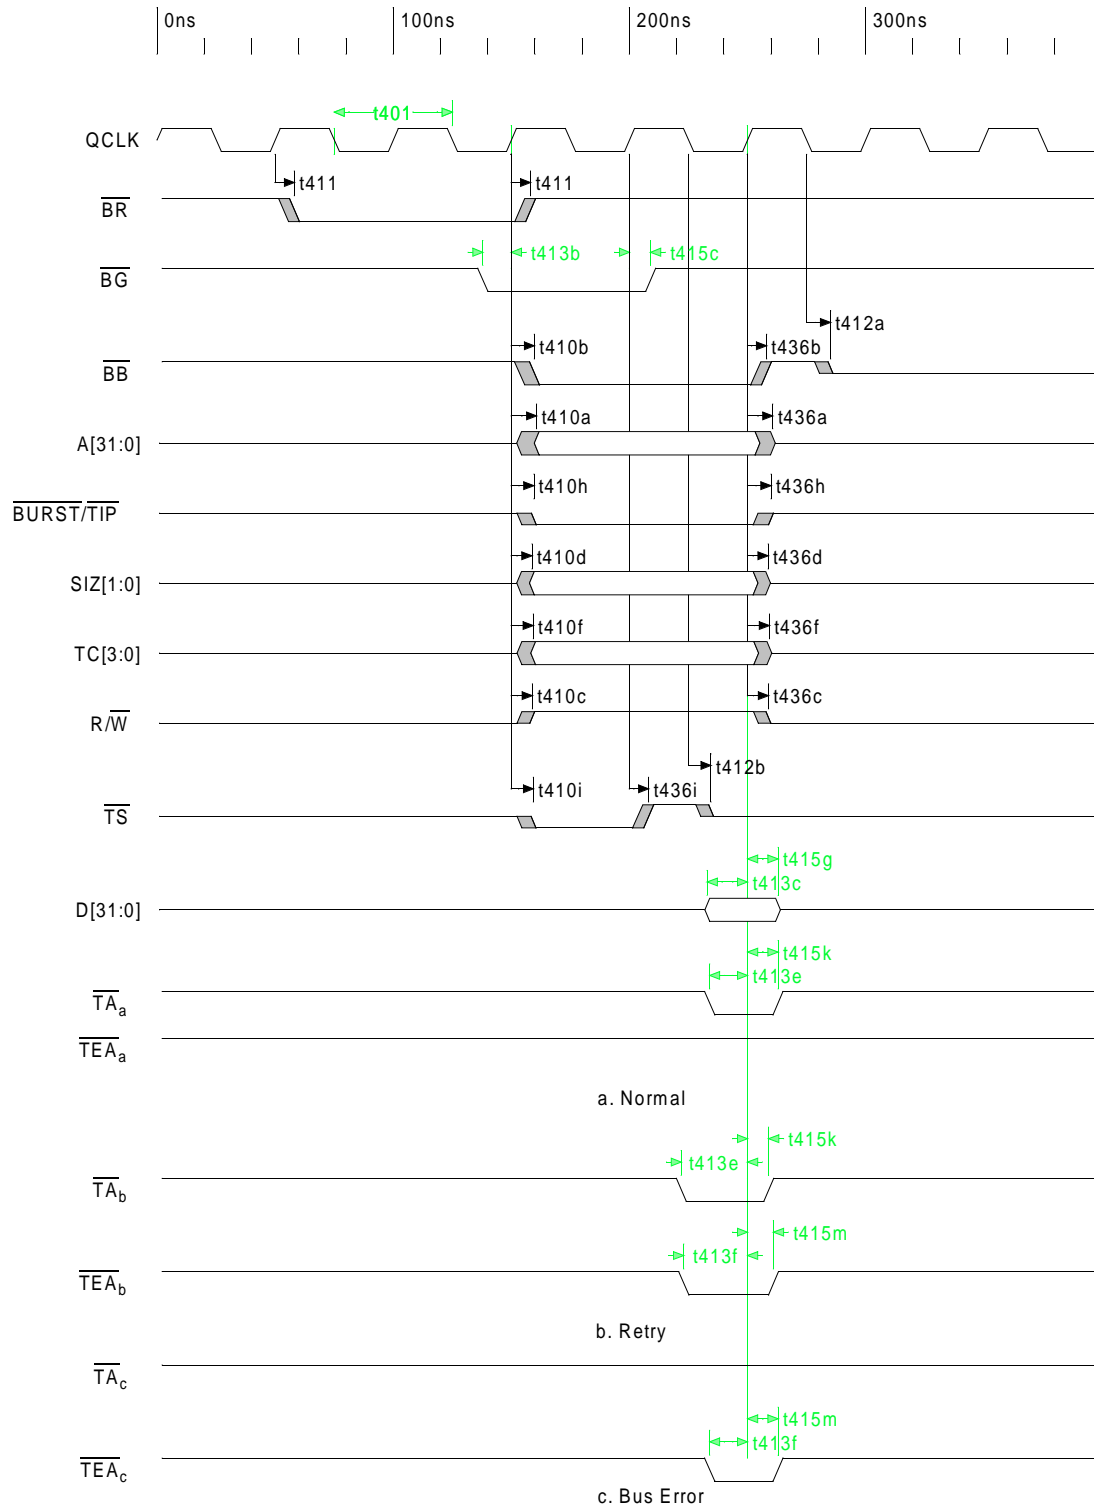 0ns 100ns 200ns 300ns
t401
QCLK
t411 t411
BR
t413b t415c
BG
t412a
t410b t436b
BB
t410a t436a
A[31:0]
t410h t436h
BURST/TIP
t410d t436d
SIZ[1:0]
t410f t436f
TC[3:0]
t410c t436c
R/W
t412b
t410i t436i
TS
t415g
t413c
D[31:0]
t415k
t413e
TAa
TEAa
a. Normal
t415k
t413e
TAb
t415m
t413f
TEAb
b. Retry
TAc
t415m
t413f
TEAc
c. Bus Error